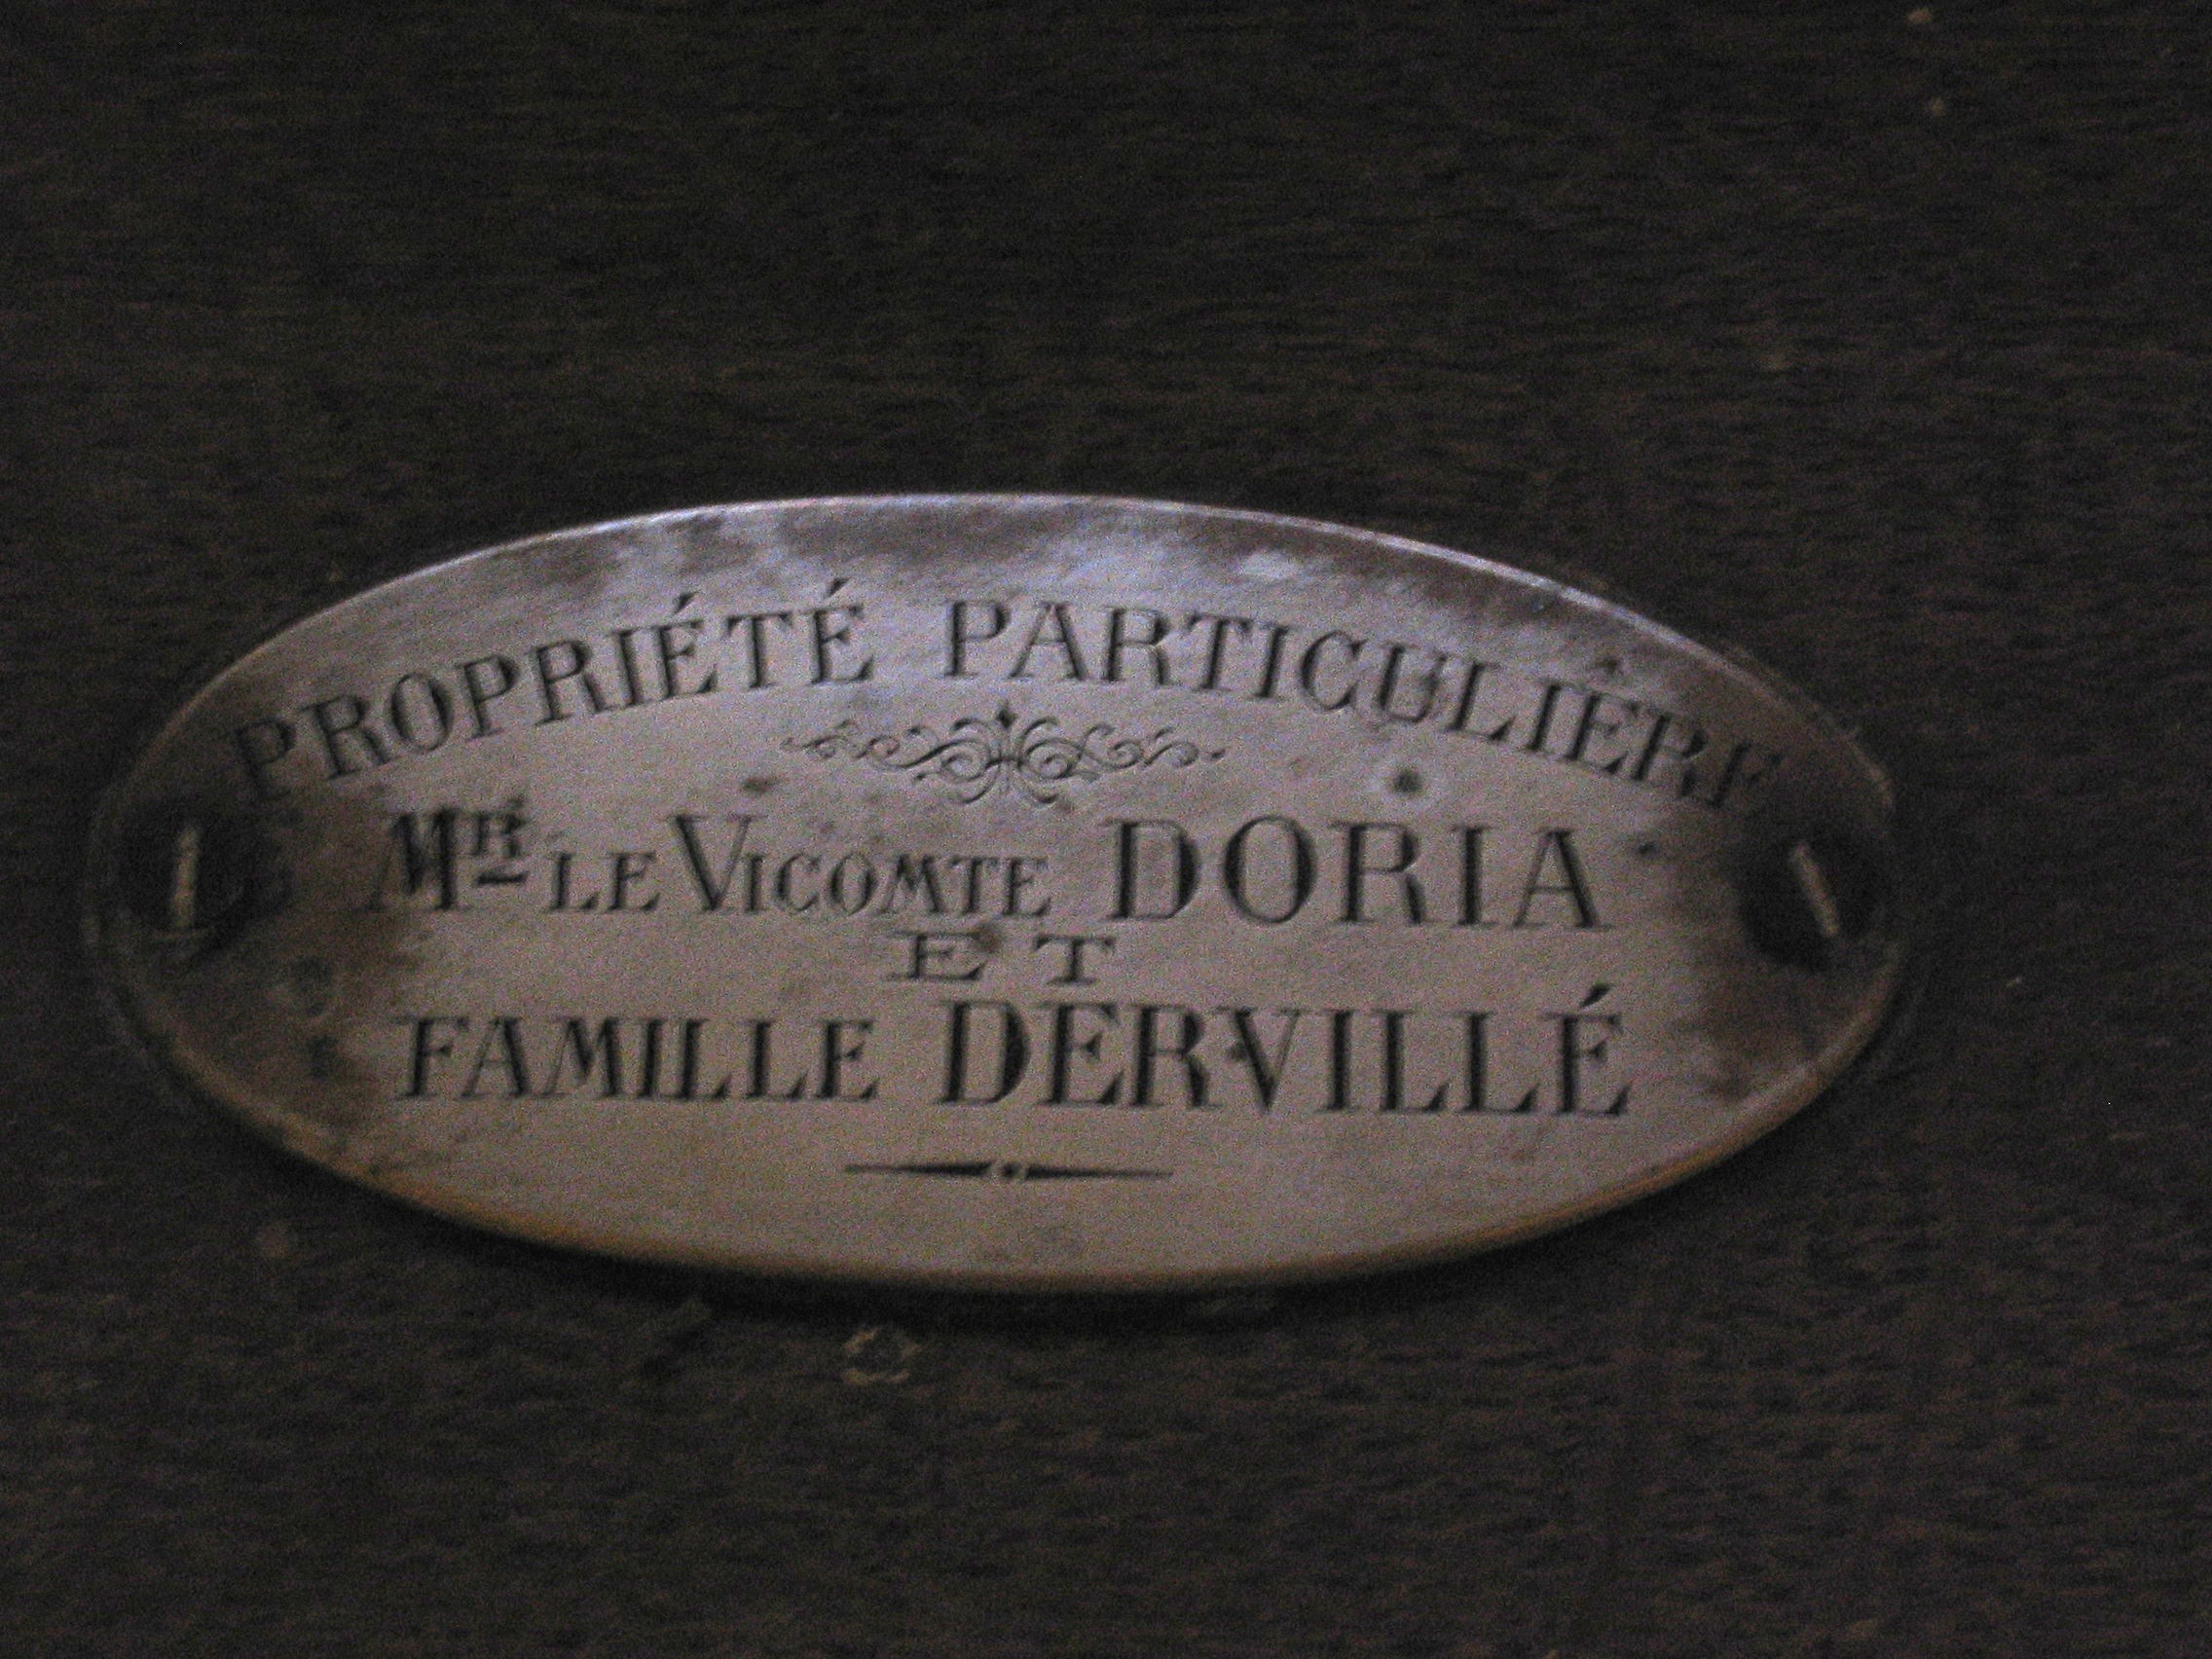 PROPRIÉTÉ PARTICULIÈRE
MR LE VICOMTE DORIA
ET
FAMILLE DERVILLÉ